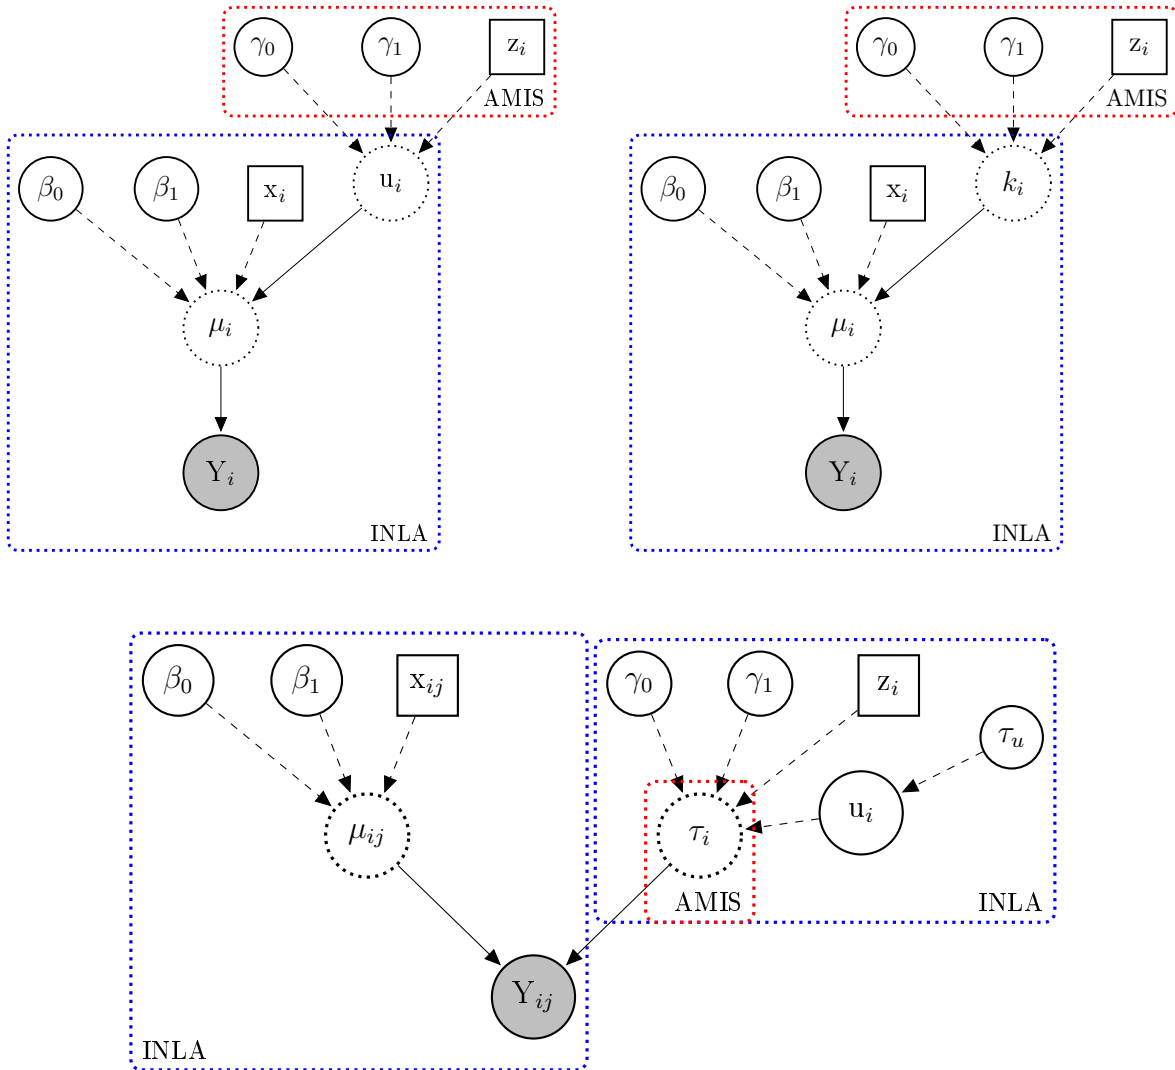 γ₀ γ₁ zᵢ
AMIS
β₀ β₁ xᵢ uᵢ
μᵢ
Yᵢ
INLA
γ₀ γ₁ zᵢ
AMIS
β₀ β₁ xᵢ kᵢ
μᵢ
Yᵢ
INLA
β₀ β₁ xᵢⱼ
μᵢⱼ
Yᵢⱼ
INLA
γ₀ γ₁ zᵢ
τᵤ
uᵢ
τᵢ
AMIS
INLA